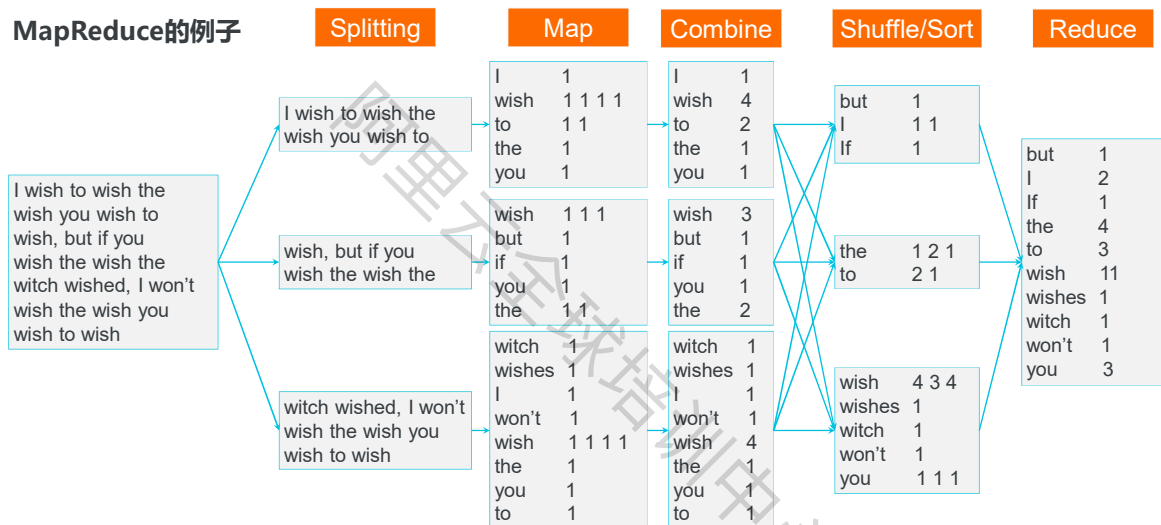 MapReduce的例子
Splitting
Map
Combine
Shuffle/Sort
Reduce
I wish to wish the
wish you wish to
wish, but if you
wish the wish the
witch wished, I won't
wish the wish you
wish to wish
I wish to wish the
wish you wish to
wish, but if you
wish the wish the
witch wished, I won't
wish the wish you
wish to wish
I 1
wish 1 1 1 1
to 1 1
the 1
you 1
wish 1 1 1
but 1
if 1
you 1
the 1 1
witch 1
wishes 1
I 1
won't 1
wish 1 1 1 1
the 1
you 1
to 1
I 1
wish 4
to 2
the 1
you 1
wish 3
but 1
if 1
you 1
the 2
witch 1
wishes 1
I 1
won't 1
wish 4
the 1
you 1
to 1
but 1
I 1 1
If 1
the 1 2 1
to 2 1
wish 4 3 4
wishes 1
witch 1
won't 1
you 1 1 1
but 1
I 2
If 1
the 4
to 3
wish 11
wishes 1
witch 1
won't 1
you 3
阿里云全球培训中